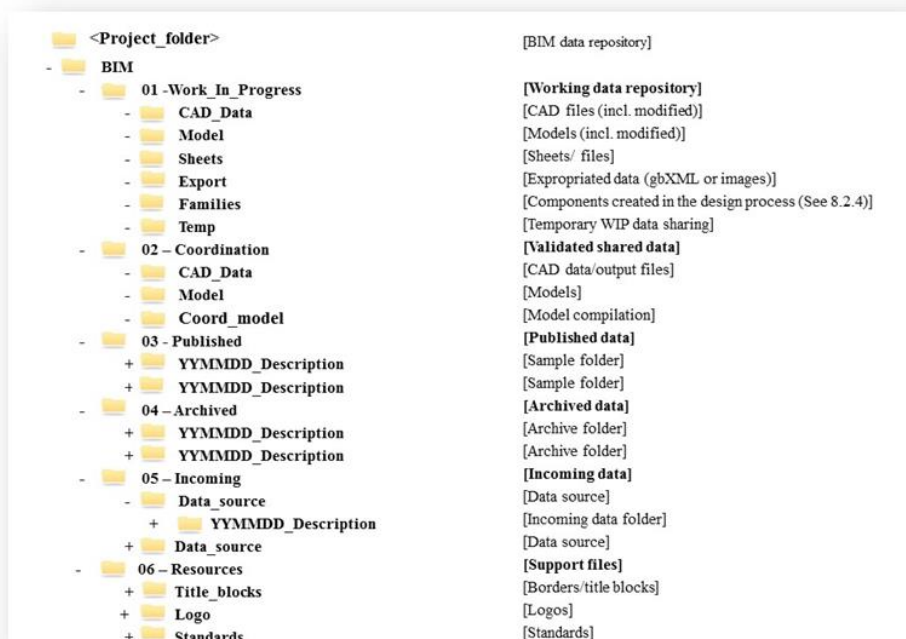 <Project_folder> [BIM data repository]
- BIM
- 01 -Work_In_Progress [Working data repository]
- CAD_Data [CAD files (incl. modified)]
- Model [Models (incl. modified)]
- Sheets [Sheets/ files]
- Export [Expropriated data (gbXML or images)]
- Families [Components created in the design process (See 8.2.4)]
- Temp [Temporary WIP data sharing]
- 02 – Coordination [Validated shared data]
- CAD_Data [CAD data/output files]
- Model [Models]
- Coord_model [Model compilation]
- 03 - Published [Published data]
+ YYMMDD_Description [Sample folder]
+ YYMMDD_Description [Sample folder]
- 04 – Archived [Archived data]
+ YYMMDD_Description [Archive folder]
+ YYMMDD_Description [Archive folder]
- 05 – Incoming [Incoming data]
- Data_source [Data source]
+ YYMMDD_Description [Incoming data folder]
+ Data_source [Data source]
- 06 – Resources [Support files]
+ Title_blocks [Borders/title blocks]
+ Logo [Logos]
+ Standards [Standards]